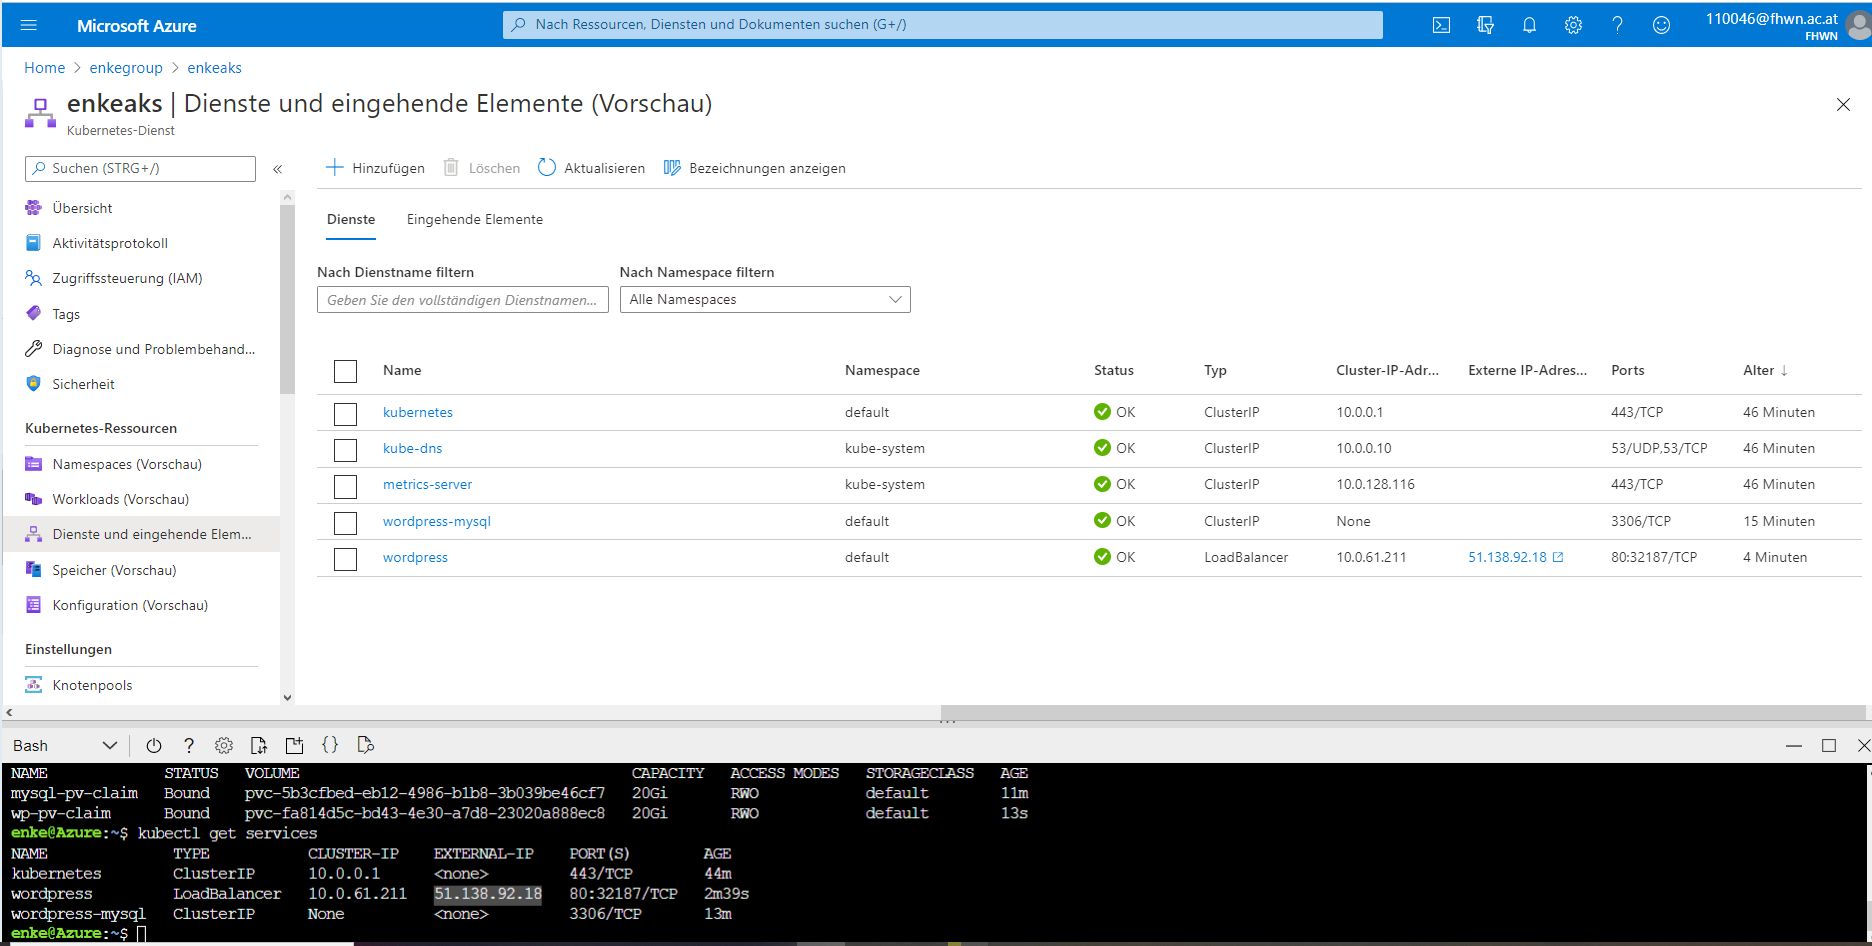 Microsoft Azure
Nach Ressourcen, Diensten und Dokumenten suchen (G+/)
110046@fhwn.ac.at
FHWN
Home > enkegroup > enkeaks
enkeaks | Dienste und eingehende Elemente (Vorschau)
Kubernetes-Dienst
Suchen (STRG+/)
Übersicht
Aktivitätsprotokoll
Zugriffssteuerung (IAM)
Tags
Diagnose und Problembehand...
Sicherheit
Kubernetes-Ressourcen
Namespaces (Vorschau)
Workloads (Vorschau)
Dienste und eingehende Elem...
Speicher (Vorschau)
Konfiguration (Vorschau)
Einstellungen
Knotenpools
Hinzufügen Löschen Aktualisieren Bezeichnungen anzeigen
Dienste Eingehende Elemente
Nach Dienstname filtern Nach Namespace filtern
Geben Sie den vollständigen Dienstnamen... Alle Namespaces
Name Namespace Status Typ Cluster-IP-Adr... Externe IP-Adres... Ports Alter ↓
kubernetes default OK ClusterIP 10.0.0.1 443/TCP 46 Minuten
kube-dns kube-system OK ClusterIP 10.0.0.10 53/UDP,53/TCP 46 Minuten
metrics-server kube-system OK ClusterIP 10.0.128.116 443/TCP 46 Minuten
wordpress-mysql default OK ClusterIP None 3306/TCP 15 Minuten
wordpress default OK LoadBalancer 10.0.61.211 51.138.92.18 80:32187/TCP 4 Minuten
Bash
NAME STATUS VOLUME CAPACITY ACCESS MODES STORAGECLASS AGE
mysql-pv-claim Bound pvc-5b3cfbed-eb12-4986-b1b8-3b039be46cf7 20Gi RWO default 11m
wp-pv-claim Bound pvc-fa814d5c-bd43-4e30-a7d8-23020a888ec8 20Gi RWO default 13s
enke@Azure:~$ kubectl get services
NAME TYPE CLUSTER-IP EXTERNAL-IP PORT(S) AGE
kubernetes ClusterIP 10.0.0.1 <none> 443/TCP 44m
wordpress LoadBalancer 10.0.61.211 51.138.92.18 80:32187/TCP 2m39s
wordpress-mysql ClusterIP None <none> 3306/TCP 13m
enke@Azure:~$